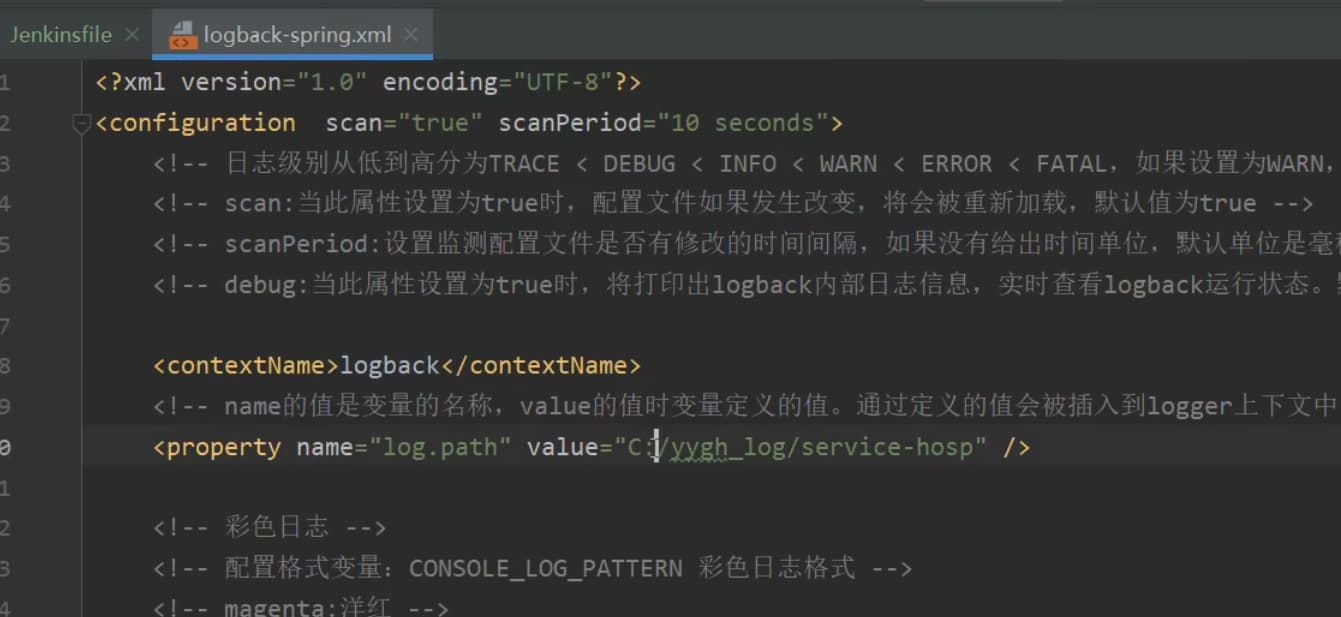 Jenkinsfile
logback-spring.xml
1 <?xml version="1.0" encoding="UTF-8"?>
2 <configuration  scan="true" scanPeriod="10 seconds">
3 <!-- 日志级别从低到高分为TRACE < DEBUG < INFO < WARN < ERROR < FATAL，如果设置为WARN，
4 <!-- scan:当此属性设置为true时，配置文件如果发生改变，将会被重新加载，默认值为true -->
5 <!-- scanPeriod:设置监测配置文件是否有修改的时间间隔，如果没有给出时间单位，默认单位是毫
6 <!-- debug:当此属性设置为true时，将打印出logback内部日志信息，实时查看logback运行状态。
7
8 <contextName>logback</contextName>
9 <!-- name的值是变量的名称，value的值时变量定义的值。通过定义的值会被插入到logger上下文中
0 <property name="log.path" value="C:/yygh_log/service-hosp" />
1
2 <!-- 彩色日志 -->
3 <!-- 配置格式变量：CONSOLE_LOG_PATTERN 彩色日志格式 -->
4 <!-- magenta:洋红 -->